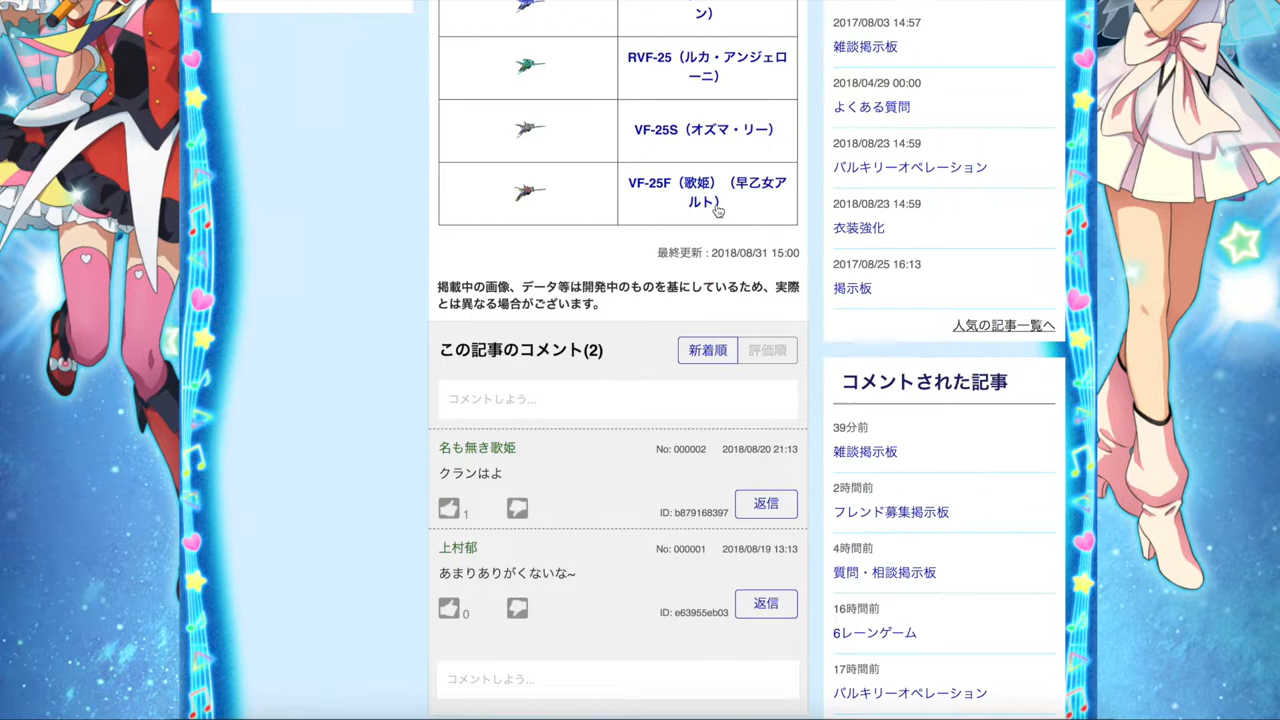 ン）
RVF-25（ルカ・アンジェロ
ーニ）
VF-25S（オズマ・リー）
VF-25F（歌姫）（早乙女ア
ルト）
最終更新 : 2018/08/31 15:00
掲載中の画像、データ等は開発中のものを基にしているため、実際
とは異なる場合がございます。
この記事のコメント(2)
新着順
評価順
コメントしよう...
名も無き歌姫
No: 000002
2018/08/20 21:13
クランはよ
1
ID: b879168397
返信
上村郁
No: 000001
2018/08/19 13:13
あまりありがくないな~
0
ID: e63955eb03
返信
コメントしよう...
2017/08/03 14:57
雑談掲示板
2018/04/29 00:00
よくある質問
2018/08/23 14:59
バルキリーオペレーション
2018/08/23 14:59
衣装強化
2017/08/25 16:13
掲示板
人気の記事一覧へ
コメントされた記事
39分前
雑談掲示板
2時間前
フレンド募集掲示板
4時間前
質問・相談掲示板
16時間前
6レーンゲーム
17時間前
バルキリーオペレーション